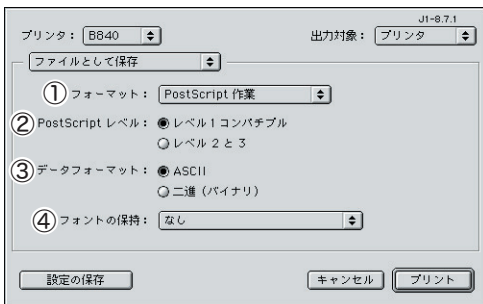 J1-8.7.1
プリンタ： B840 出力対象： プリンタ
ファイルとして保存
① フォーマット： PostScript 作業
② PostScript レベル： レベル 1 コンパチブル
レベル 2 と 3
③ データフォーマット： ASCII
二進（バイナリ）
④ フォントの保持： なし
設定の保存 キャンセル プリント